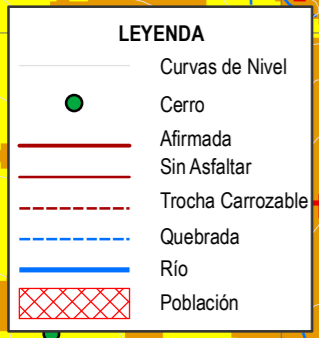 LEYENDA
Curvas de Nivel
Cerro
Afirmada
Sin Asfaltar
Trocha Carrozable
Quebrada
Río
Población